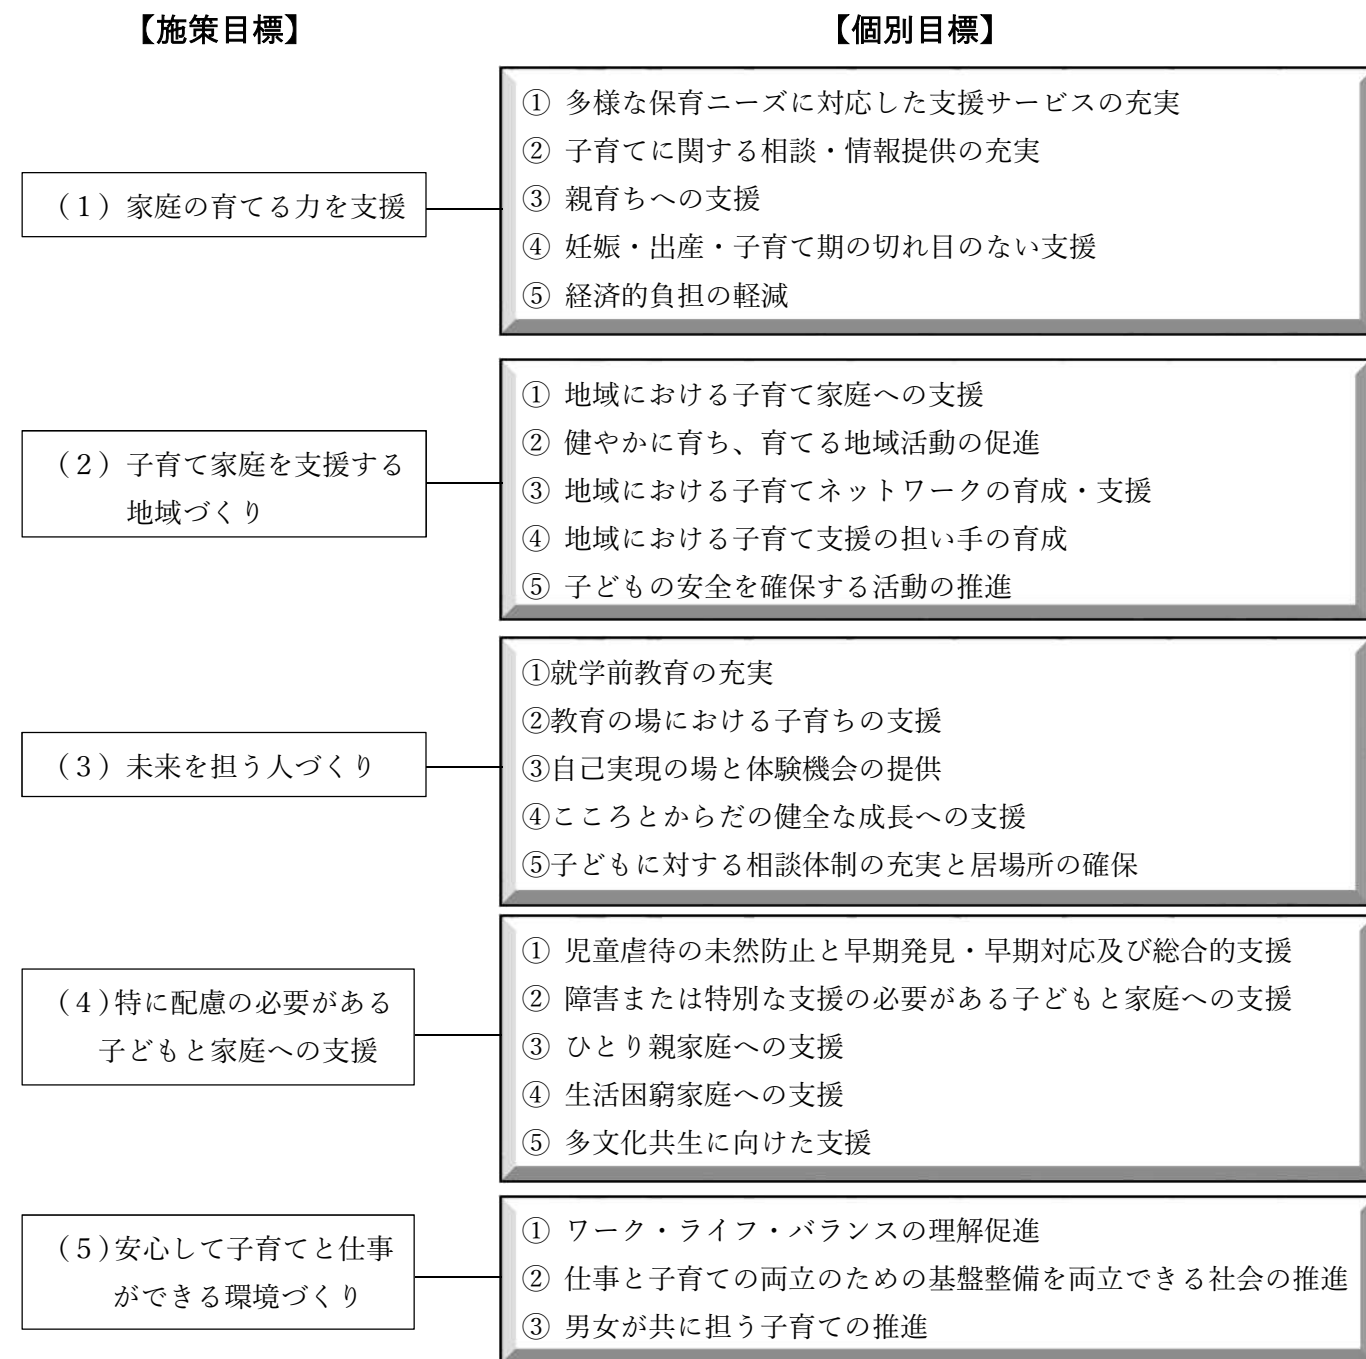 【施策目標】
【個別目標】
（1）家庭の育てる力を支援
① 多様な保育ニーズに対応した支援サービスの充実
② 子育てに関する相談・情報提供の充実
③ 親育ちへの支援
④ 妊娠・出産・子育て期の切れ目のない支援
⑤ 経済的負担の軽減
（2）子育て家庭を支援する
地域づくり
① 地域における子育て家庭への支援
② 健やかに育ち、育てる地域活動の促進
③ 地域における子育てネットワークの育成・支援
④ 地域における子育て支援の担い手の育成
⑤ 子どもの安全を確保する活動の推進
（3）未来を担う人づくり
①就学前教育の充実
②教育の場における子育ちの支援
③自己実現の場と体験機会の提供
④こころとからだの健全な成長への支援
⑤子どもに対する相談体制の充実と居場所の確保
（4）特に配慮の必要がある
子どもと家庭への支援
① 児童虐待の未然防止と早期発見・早期対応及び総合的支援
② 障害または特別な支援の必要がある子どもと家庭への支援
③ ひとり親家庭への支援
④ 生活困窮家庭への支援
⑤ 多文化共生に向けた支援
（5）安心して子育てと仕事
ができる環境づくり
① ワーク・ライフ・バランスの理解促進
② 仕事と子育ての両立のための基盤整備を両立できる社会の推進
③ 男女が共に担う子育ての推進